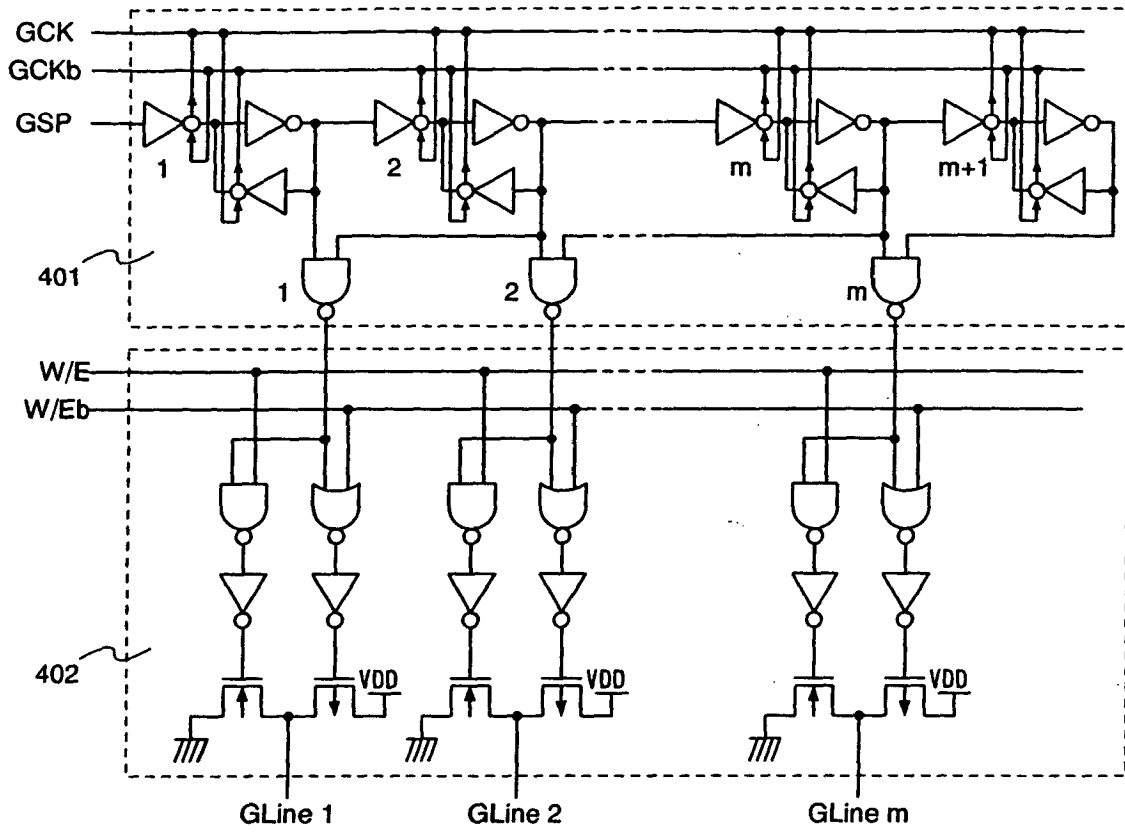 GCK
GCKb
GSP
1
2
m
m+1
401
1
2
m
W/E
W/Eb
402
VDD
VDD
VDD
GLine 1
GLine 2
GLine m